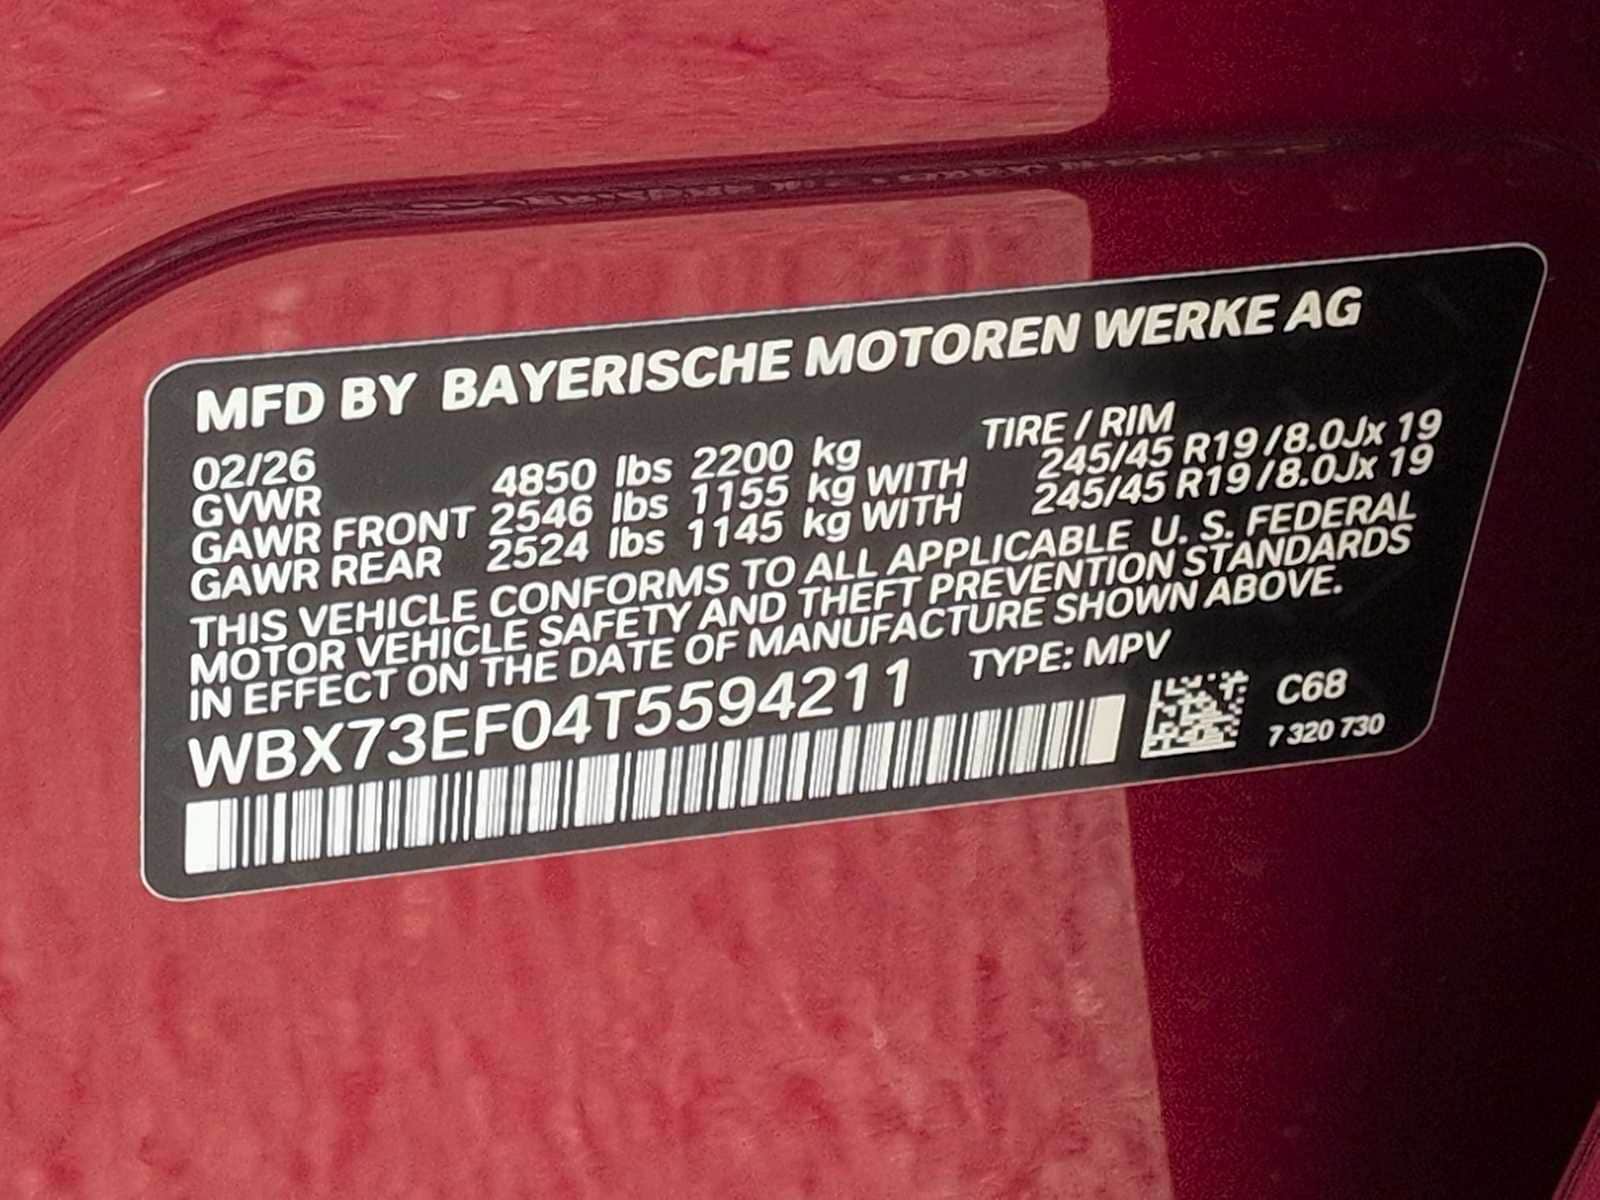 MFD BY BAYERISCHE MOTOREN WERKE AG
02/26 TIRE / RIM
GVWR 4850 lbs 2200 kg
GAWR FRONT 2546 lbs 1155 kg WITH 245/45 R19 / 8.0Jx 19
GAWR REAR 2524 lbs 1145 kg WITH 245/45 R19 / 8.0Jx 19
THIS VEHICLE CONFORMS TO ALL APPLICABLE U. S. FEDERAL
MOTOR VEHICLE SAFETY AND THEFT PREVENTION STANDARDS
IN EFFECT ON THE DATE OF MANUFACTURE SHOWN ABOVE.
WBX73EF04T5594211 TYPE: MPV
C68
7 320 730